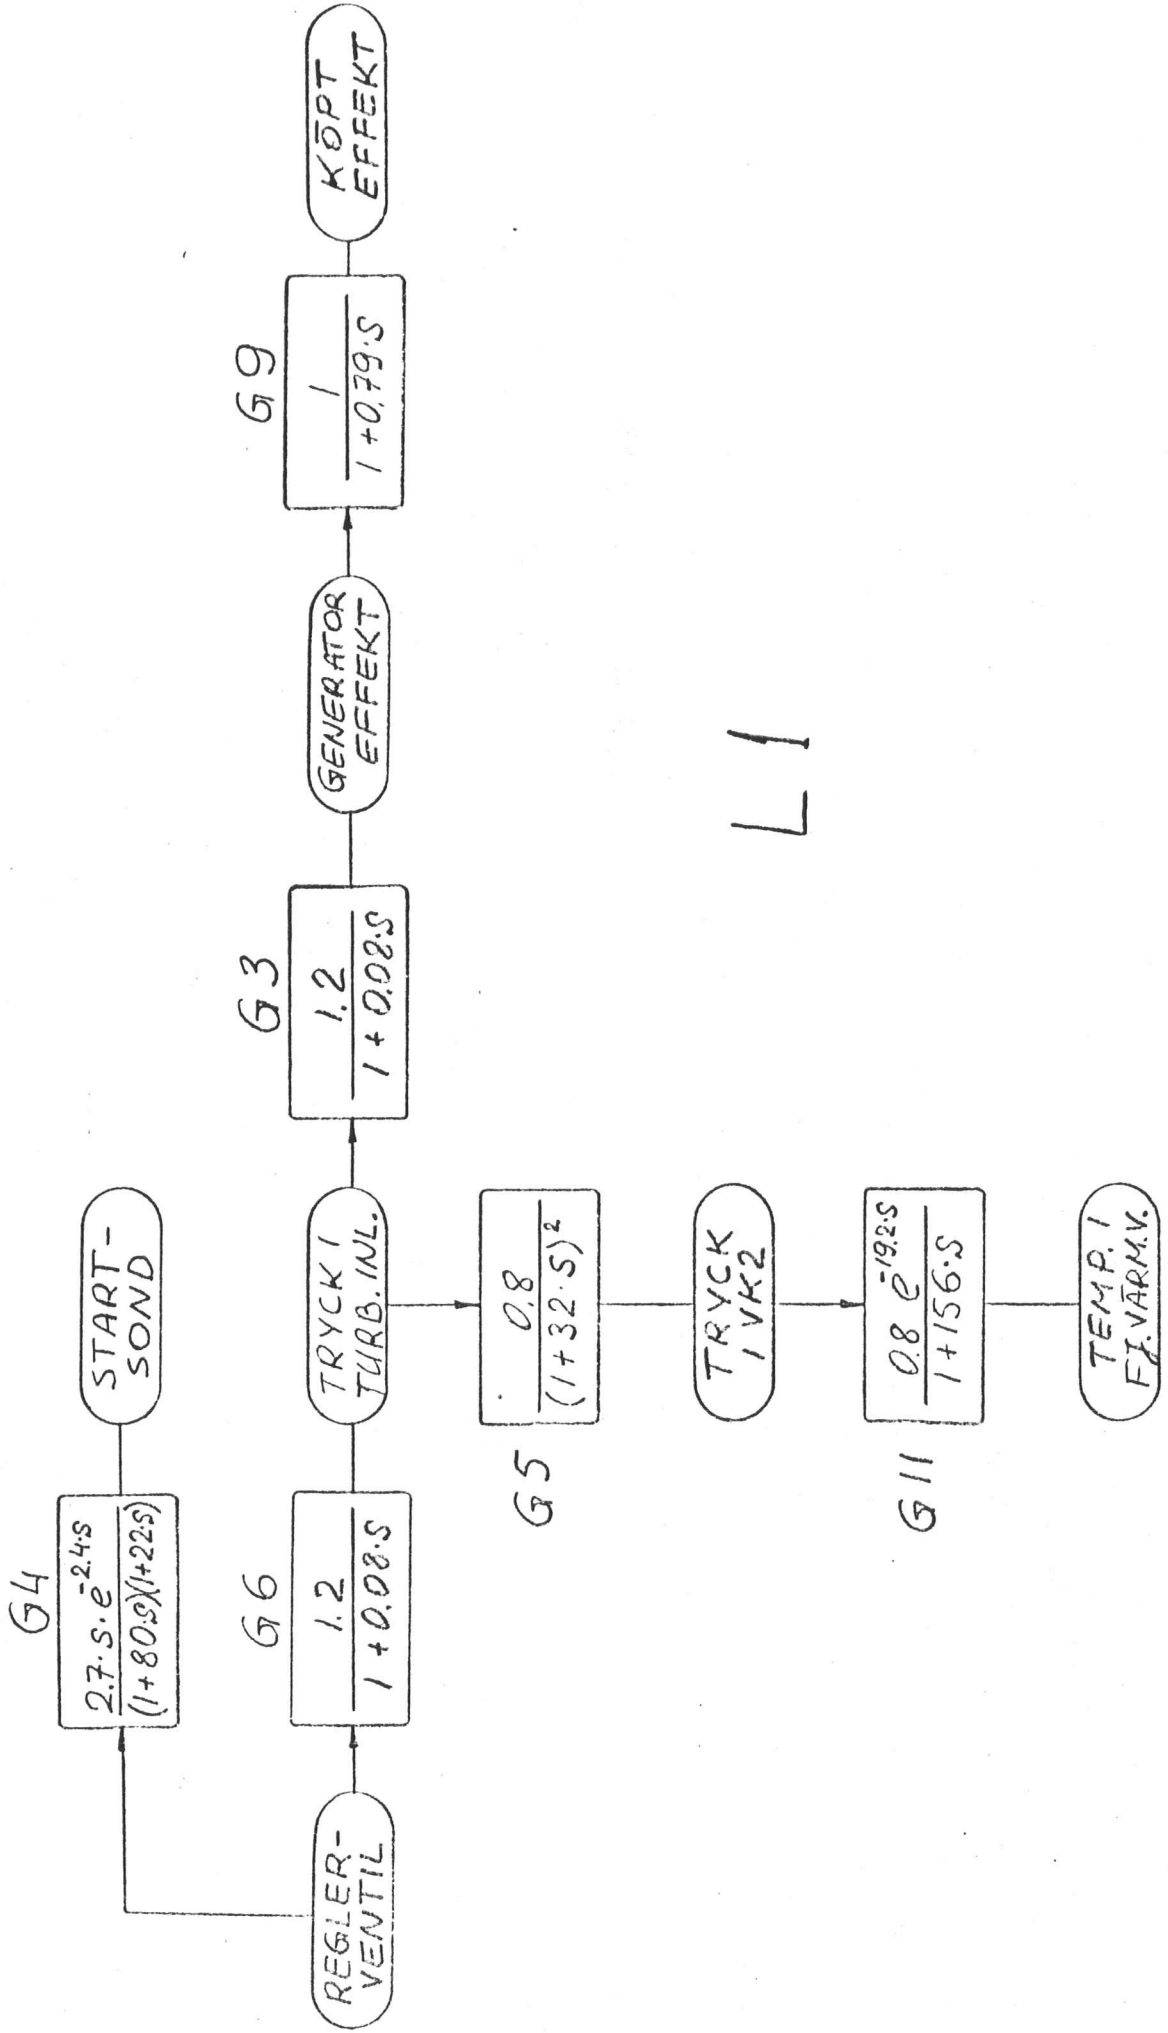 G4
2.7·s·e^-2.4·s
(1+80·s)(1+22·s)
START-
SOND
REGLER-
VENTIL
G6
1.2
1+0.08·s
TRYCK I
TURB. INL.
G3
1.2
1+0.08·s
GENERATOR
EFFEKT
G9
1
1+0.79·s
KÖPT
EFFEKT
G5
0.8
(1+32·s)^2
TRYCK
I VK2
G11
0.8 e^-19.2·s
1+156·s
TEMP. I
FJ.VÄRM.V.
L1